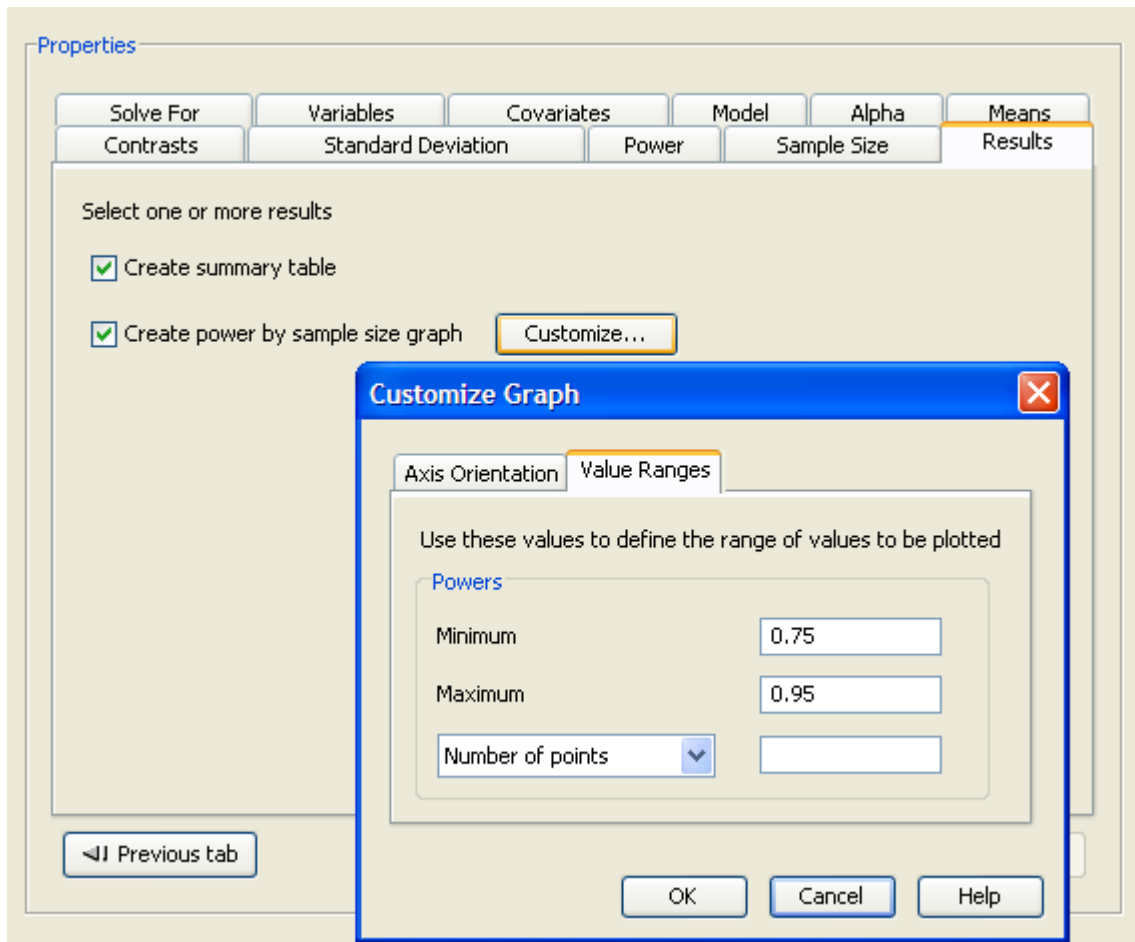 Properties
Solve For Variables Covariates Model Alpha Means
Contrasts Standard Deviation Power Sample Size Results
Select one or more results
Create summary table
Create power by sample size graph Customize...
Customize Graph
Axis Orientation Value Ranges
Use these values to define the range of values to be plotted
Powers
Minimum 0.75
Maximum 0.95
Number of points
Previous tab
OK Cancel Help